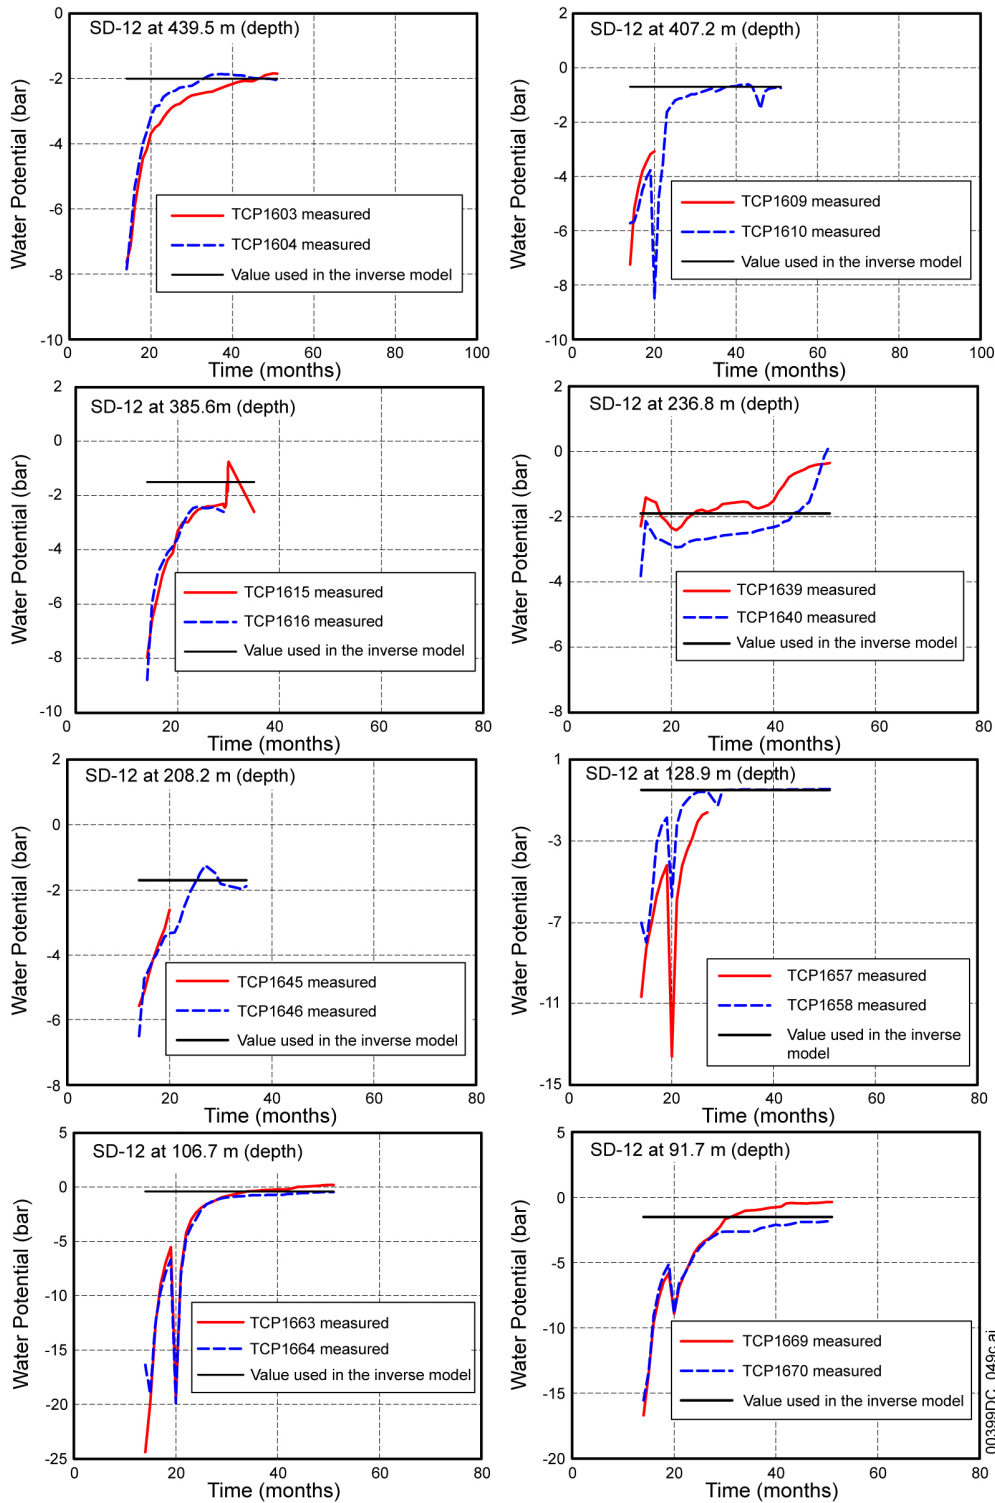 SD-12 at 439.5 m (depth)
Water Potential (bar)
0
-2
-4
-6
-8
-10
TCP1603 measured
TCP1604 measured
Value used in the inverse model
0 20 40 60 80 100
Time (months)
SD-12 at 407.2 m (depth)
Water Potential (bar)
2
0
-2
-4
-6
-8
-10
TCP1609 measured
TCP1610 measured
Value used in the inverse model
0 20 40 60 80 100
Time (months)
SD-12 at 385.6m (depth)
Water Potential (bar)
2
0
-2
-4
-6
-8
-10
TCP1615 measured
TCP1616 measured
Value used in the inverse model
0 20 40 60 80
Time (months)
SD-12 at 236.8 m (depth)
Water Potential (bar)
2
0
-2
-4
-6
-8
TCP1639 measured
TCP1640 measured
Value used in the inverse model
0 20 40 60 80
Time (months)
SD-12 at 208.2 m (depth)
Water Potential (bar)
2
0
-2
-4
-6
-8
TCP1645 measured
TCP1646 measured
Value used in the inverse model
0 20 40 60 80
Time (months)
SD-12 at 128.9 m (depth)
Water Potential (bar)
1
-3
-7
-11
-15
TCP1657 measured
TCP1658 measured
Value used in the inverse
model
0 20 40 60 80
Time (months)
SD-12 at 106.7 m (depth)
Water Potential (bar)
5
0
-5
-10
-15
-20
-25
TCP1663 measured
TCP1664 measured
Value used in the inverse model
0 20 40 60 80
Time (months)
SD-12 at 91.7 m (depth)
Water Potential (bar)
5
0
-5
-10
-15
-20
TCP1669 measured
TCP1670 measured
Value used in the inverse model
0 20 40 60 80
Time (months)
00399DC_049c.ai